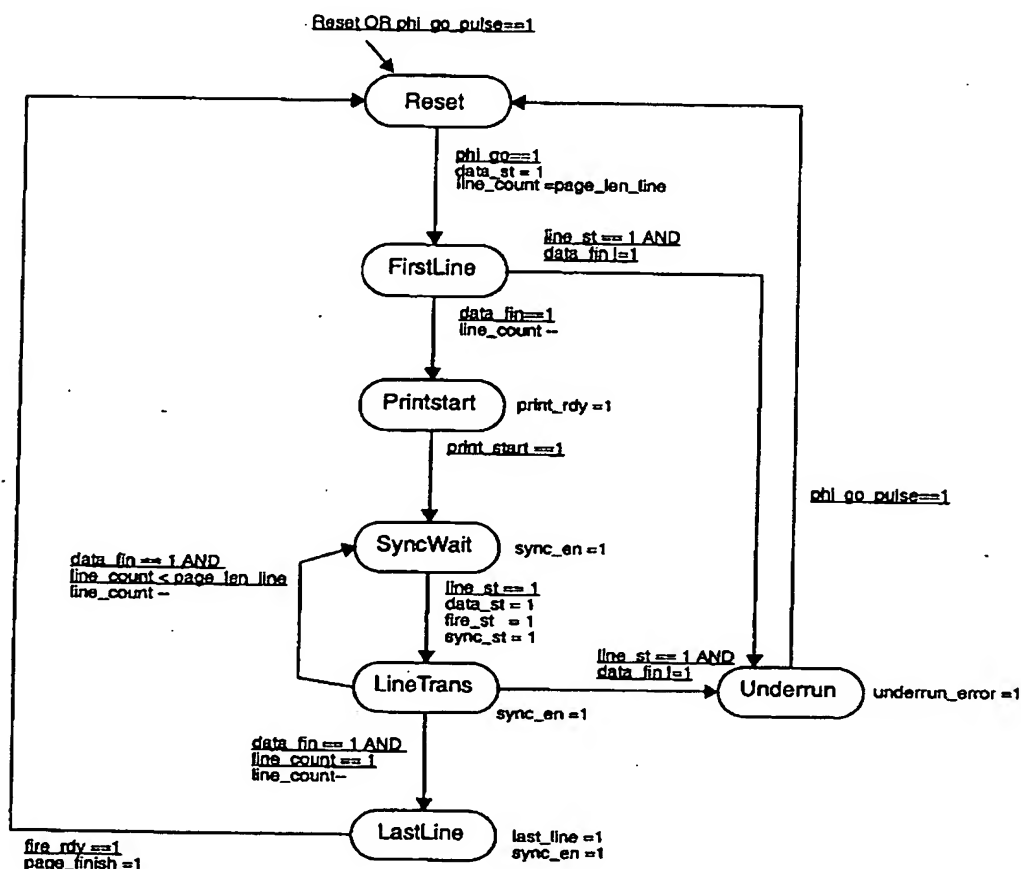 Reset OR phi_go_pulse==1
Reset
phi_go==1
data_st = 1
line_count =page_len_line
line_st == 1 AND
data_fin !=1
FirstLine
data_fin==1
line_count --
Printstart
print_rdy =1
print_start ==1
phi_go_pulse==1
SyncWait
sync_en =1
data_fin == 1 AND
line_count < page_len_line
line_count --
line_st == 1
data_st = 1
fire_st = 1
sync_st = 1
line_st == 1 AND
data_fin !=1
LineTrans
sync_en =1
Underrun
underrun_error =1
data_fin == 1 AND
line_count == 1
line_count--
LastLine
last_line =1
sync_en =1
fire_rdy ==1
page_finish =1